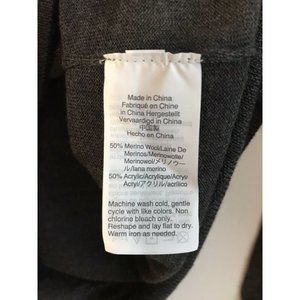 Made in China
Fabriqué en Chine
in China Hergestellt
Vervaardigd in China
中国製
Hecho en China
50% Merino Wool/Laine De
Merinos/Merinowolle/
Merinowol/メリノウー
ル/lana merino
50% Acrylic/Acrylique/Acryl/
Acryl/アクリル/acrilico
Machine wash cold, gentle
cycle with like colors. Non
chlorine bleach only.
Reshape and lay flat to dry.
Warm iron as needed.